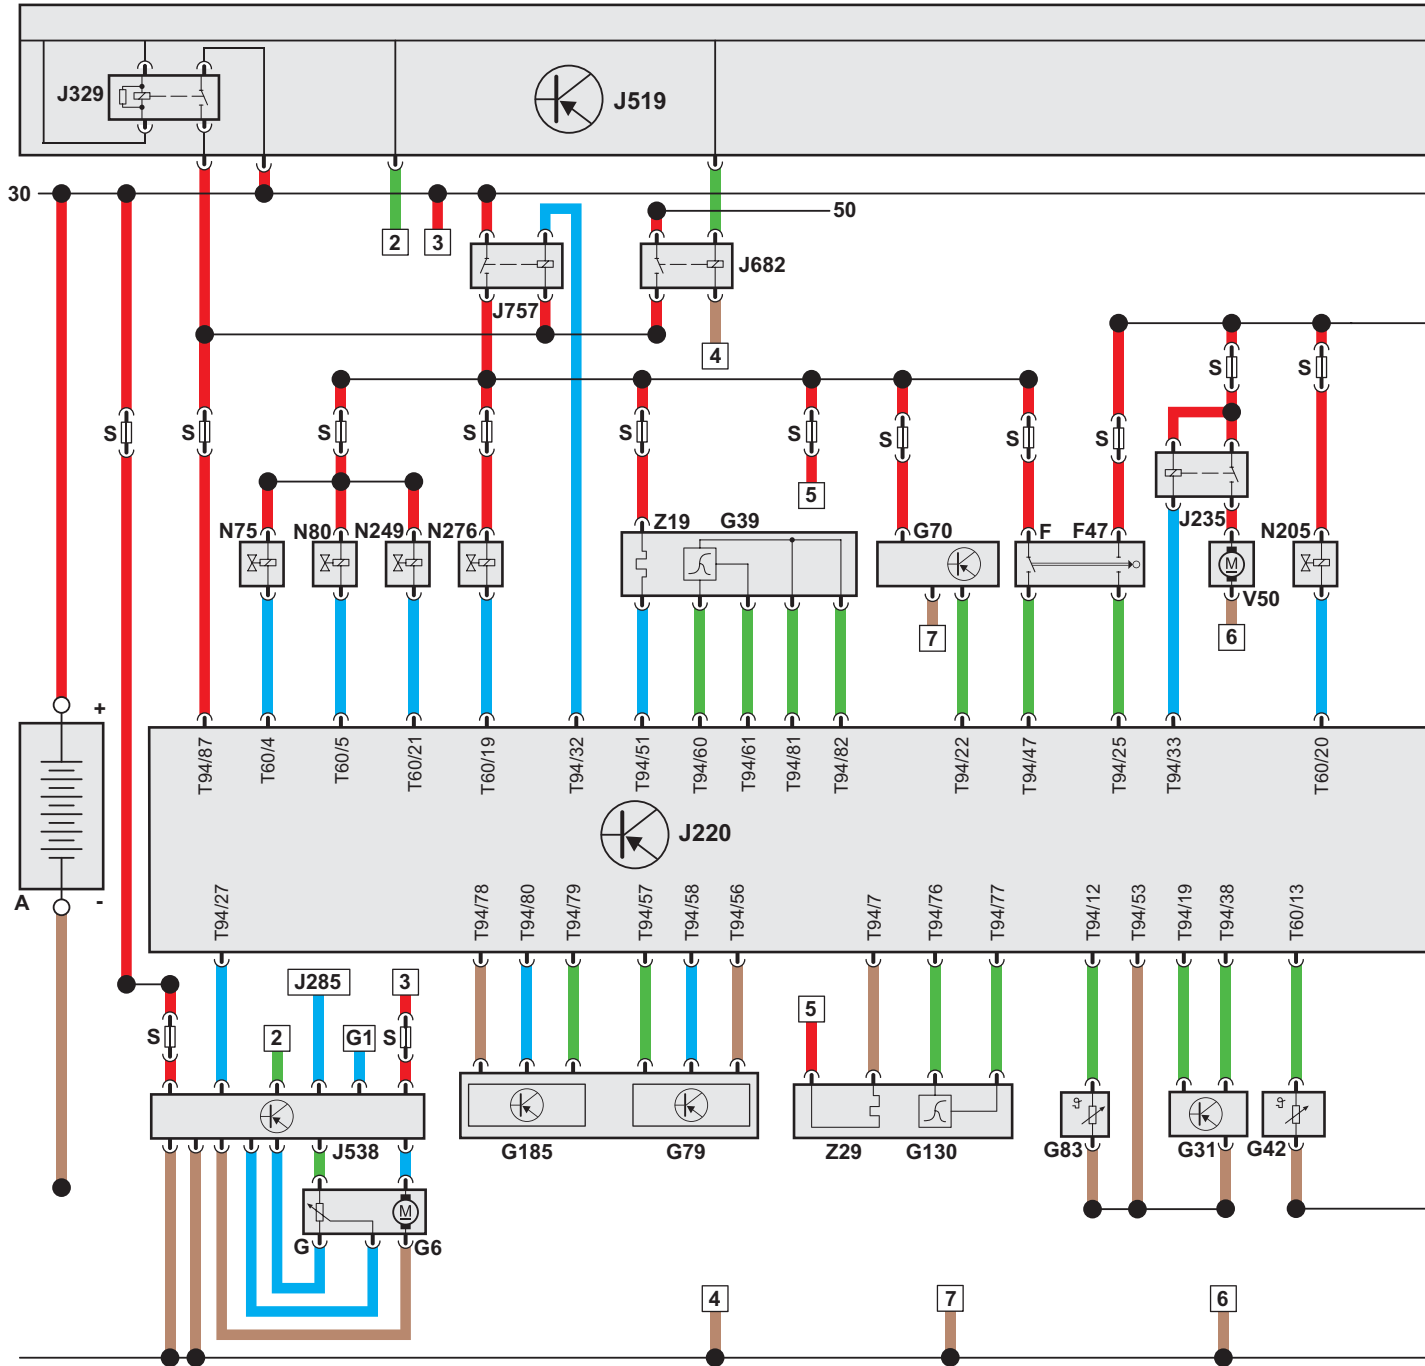 J329
J519
30
2
3
50
J682
J757
4
S
S
S
S
S
S
S
S
S
S
S
5
N75
N80
N249
N276
Z19
G39
G70
F
F47
J235
N205
M
V50
7
6
+
T94/87
T60/4
T60/5
T60/21
T60/19
T94/32
T94/51
T94/60
T94/61
T94/81
T94/82
T94/22
T94/47
T94/25
T94/33
T60/20
J220
A
-
T94/27
T94/78
T94/80
T94/79
T94/57
T94/58
T94/56
T94/7
T94/76
T94/77
T94/12
T94/53
T94/19
T94/38
T60/13
J285
3
5
S
2
G1
S
J538
G185
G79
Z29
G130
G83
G31
G42
M
G
G6
4
7
6